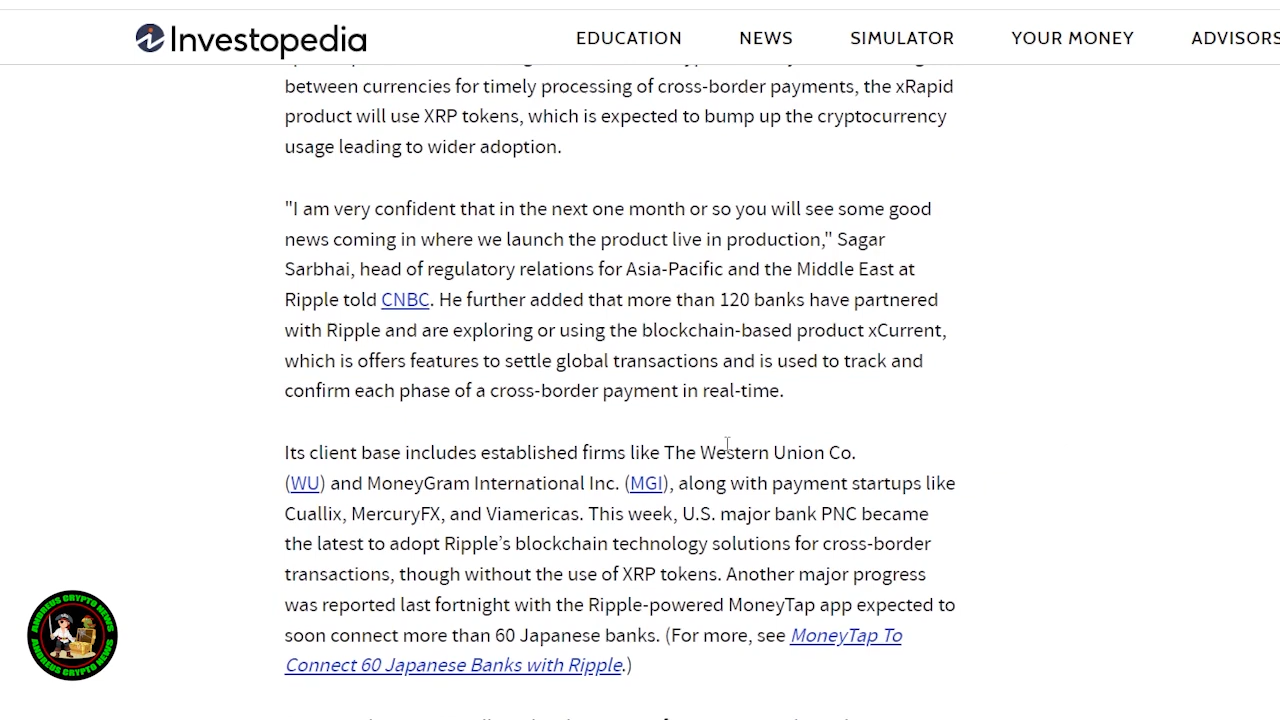 Investopedia
EDUCATION NEWS SIMULATOR YOUR MONEY ADVISORS
between currencies for timely processing of cross-border payments, the xRapid
product will use XRP tokens, which is expected to bump up the cryptocurrency
usage leading to wider adoption.
"I am very confident that in the next one month or so you will see some good
news coming in where we launch the product live in production," Sagar
Sarbhai, head of regulatory relations for Asia-Pacific and the Middle East at
Ripple told CNBC. He further added that more than 120 banks have partnered
with Ripple and are exploring or using the blockchain-based product xCurrent,
which is offers features to settle global transactions and is used to track and
confirm each phase of a cross-border payment in real-time.
Its client base includes established firms like The Western Union Co.
(WU) and MoneyGram International Inc. (MGI), along with payment startups like
Cuallix, MercuryFX, and Viamericas. This week, U.S. major bank PNC became
the latest to adopt Ripple’s blockchain technology solutions for cross-border
transactions, though without the use of XRP tokens. Another major progress
was reported last fortnight with the Ripple-powered MoneyTap app expected to
soon connect more than 60 Japanese banks. (For more, see MoneyTap To
Connect 60 Japanese Banks with Ripple.)
ANDREUS CRYPTO NEWS
ANDREUS CRYPTO NEWS